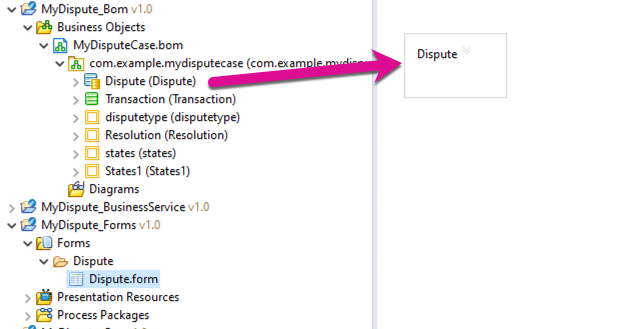 MyDispute_Bom v1.0
Business Objects
MyDisputeCase.bom
com.example.mydisputecase (com.example.mydispu
Dispute (Dispute)
Transaction (Transaction)
disputetype (disputetype)
Resolution (Resolution)
states (states)
States1 (States1)
Diagrams
MyDispute_BusinessService v1.0
MyDispute_Forms v1.0
Forms
Dispute
Dispute.form
Presentation Resources
Process Packages
Dispute